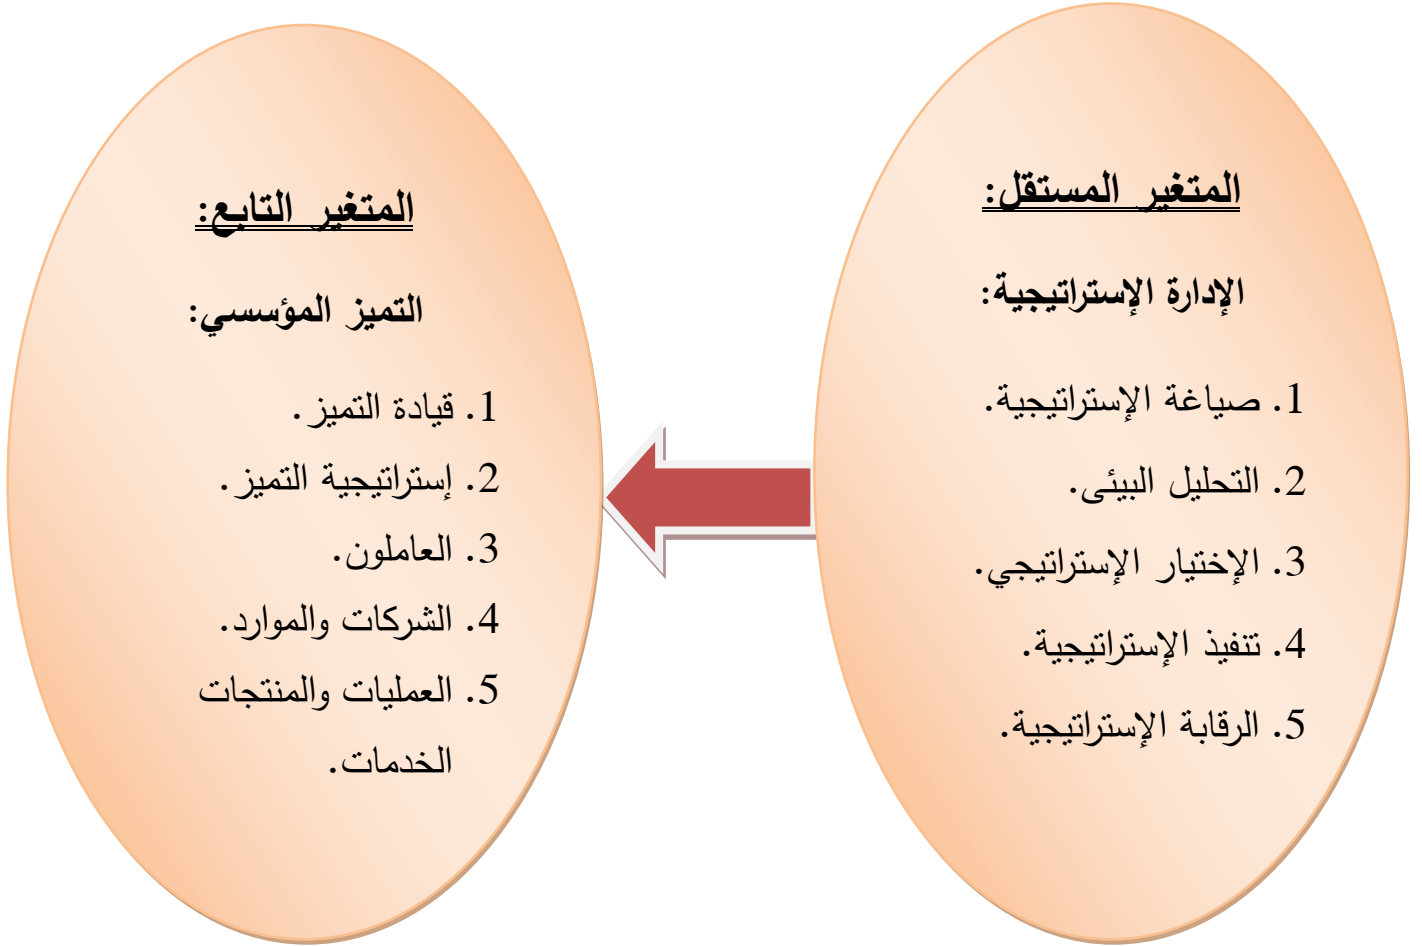 المتغير المستقل:
الإدارة الإستراتيجية:
1. صياغة الإستراتيجية.
2. التحليل البيئى.
3. الإختيار الإستراتيجي.
4. تنفيذ الإستراتيجية.
5. الرقابة الإستراتيجية.
المتغير التابع:
التميز المؤسسي:
1. قيادة التميز.
2. إستراتيجية التميز.
3. العاملون.
4. الشركات والموارد.
5. العمليات والمنتجات
الخدمات.